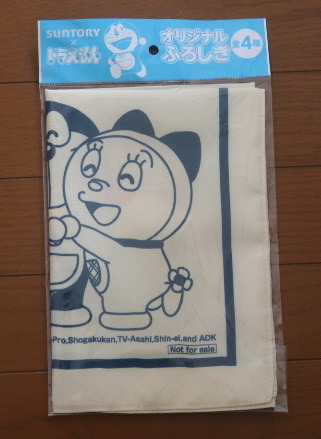 SUNTORY
×
ドラえもん
オリジナル
ふろしき
全4種
-Pro,Shogakukan,TV-Asahi,Shin-ei,and ADK
Not for sale